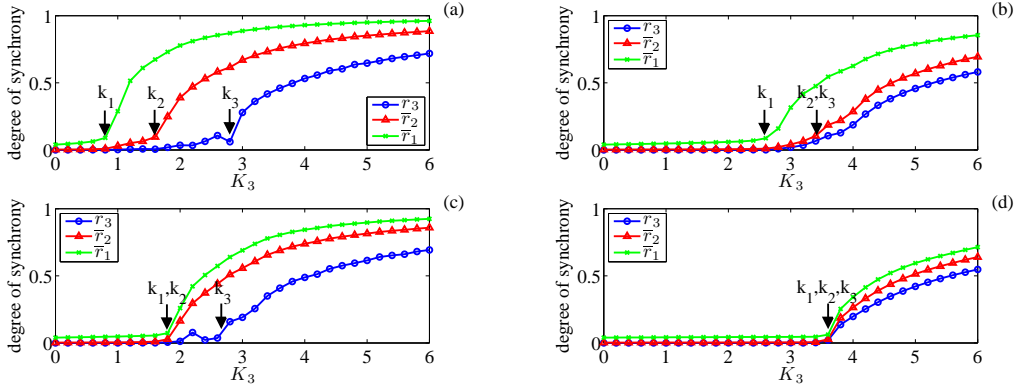 (a)
degree of synchrony
1
0.5
0
k1
k2
k3
r3
r̅2
r̅1
0 1 2 3 4 5 6
K3
(b)
degree of synchrony
1
0.5
0
r3
r̅2
r̅1
k1
k2,k3
0 1 2 3 4 5 6
K3
(c)
degree of synchrony
1
0.5
0
r3
r̅2
r̅1
k1,k2
k3
0 1 2 3 4 5 6
K3
(d)
degree of synchrony
1
0.5
0
r3
r̅2
r̅1
k1,k2,k3
0 1 2 3 4 5 6
K3